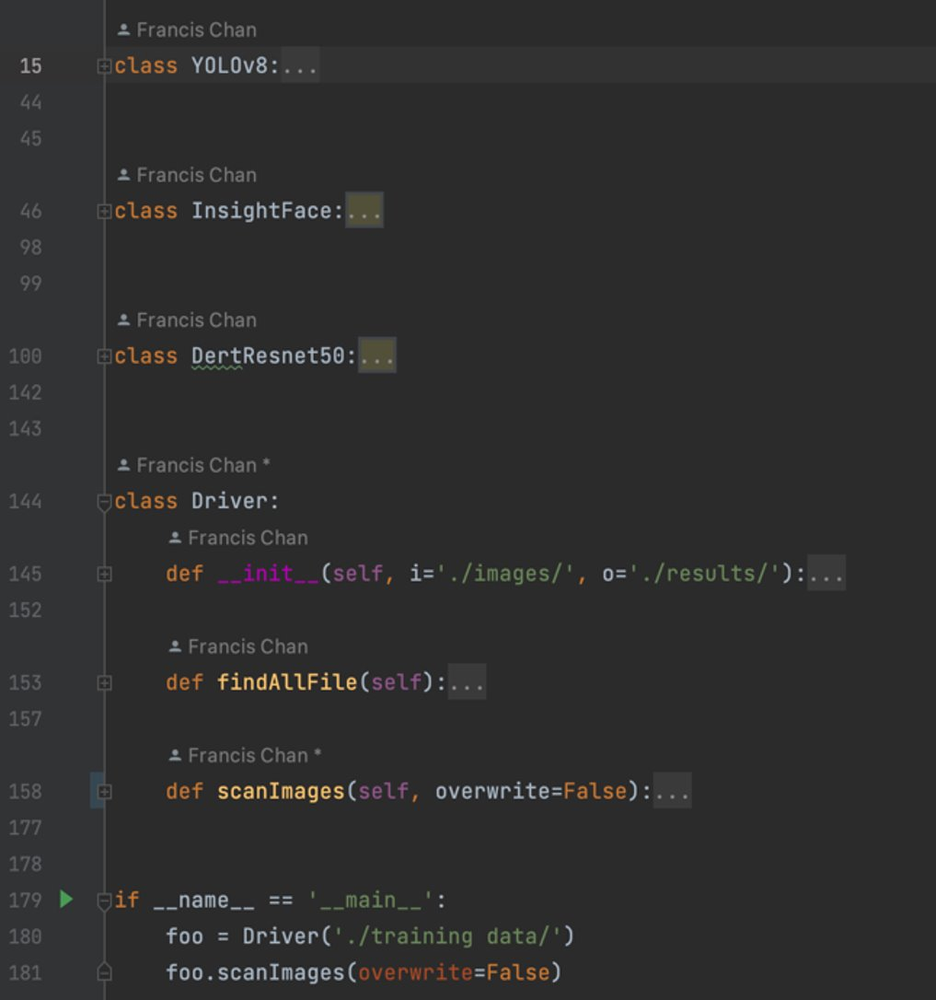 Francis Chan
15 class YOLOv8:...
44
45
Francis Chan
46 class InsightFace:...
98
99
Francis Chan
100 class DertResnet50:...
142
143
Francis Chan *
144 class Driver:
Francis Chan
145 def __init__(self, i='./images/', o='./results/'):...
152
Francis Chan
153 def findAllFile(self):...
157
Francis Chan *
158 def scanImages(self, overwrite=False):...
177
178
179 if __name__ == '__main__':
180 foo = Driver('./training data/')
181 foo.scanImages(overwrite=False)